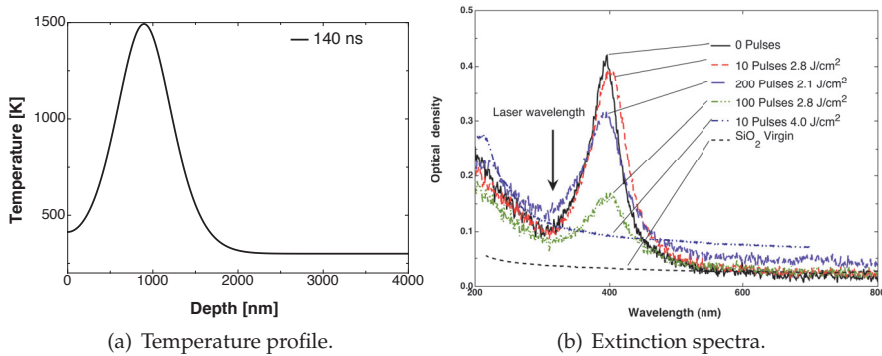 1500
1000
500
0
1000
2000
3000
4000
Temperature [K]
Depth [nm]
140 ns
(a) Temperature profile.
0.5
0.4
0.3
0.2
0.1
0.0
200
400
600
800
Optical density
Wavelength (nm)
Laser wavelength
0 Pulses
10 Pulses 2.8 J/cm²
200 Pulses 2.1 J/cm²
100 Pulses 2.8 J/cm²
10 Pulses 4.0 J/cm²
SiO₂ Virgin
(b) Extinction spectra.